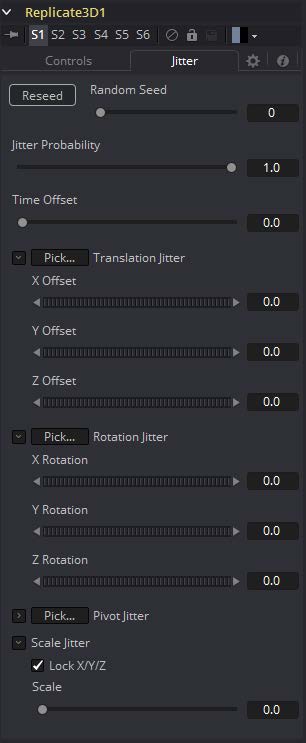 Replicate3D1
S1 S2 S3 S4 S5 S6
Controls Jitter
Reseed Random Seed
0
Jitter Probability
1.0
Time Offset
0.0
Pick... Translation Jitter
X Offset
0.0
Y Offset
0.0
Z Offset
0.0
Pick... Rotation Jitter
X Rotation
0.0
Y Rotation
0.0
Z Rotation
0.0
Pick... Pivot Jitter
Scale Jitter
Lock X/Y/Z
Scale
0.0